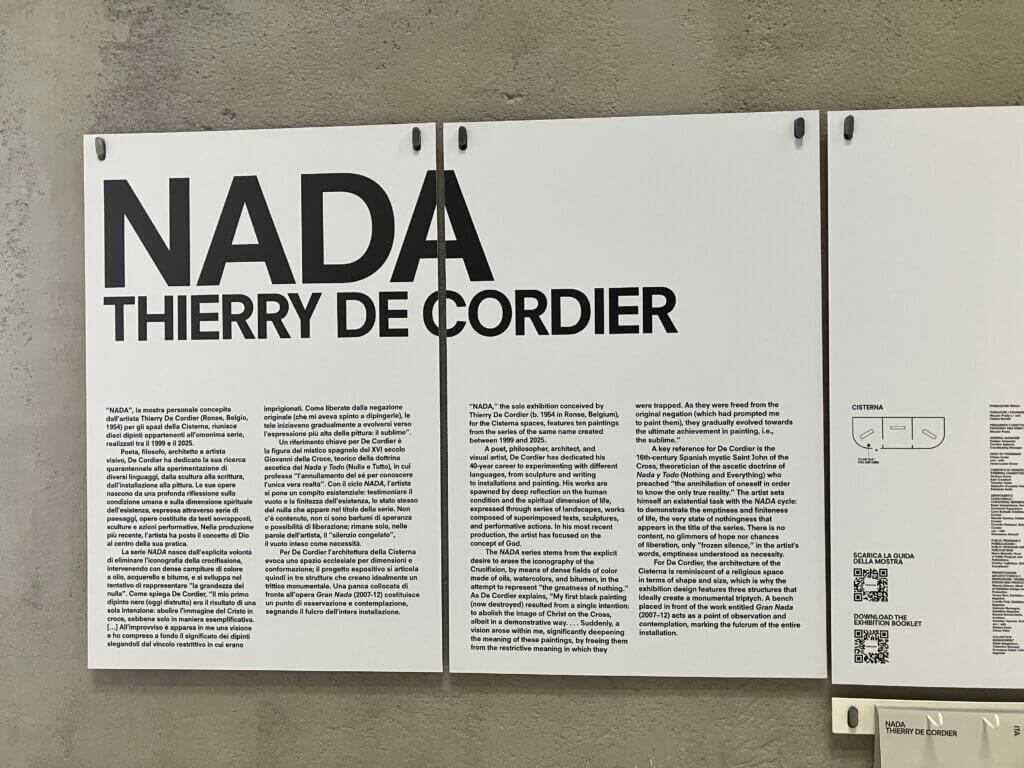 NADA
THIERRY DE CORDIER
"NADA", la mostra personale concepita
dall'artista Thierry De Cordier (Ronse, Belgio,
1954) per gli spazi della Cisterna, riunisce
dieci dipinti appartenenti all'omonima serie,
realizzati tra il 1999 e il 2025.
Poeta, filosofo, architetto e artista
visivo, De Cordier ha dedicato la sua ricerca
quarantennale alla sperimentazione di
diversi linguaggi, dalla scultura alla scrittura,
dall'installazione alla pittura. Le sue opere
nascono da una profonda riflessione sulla
condizione umana e sulla dimensione spirituale
dell'esistenza, espressa attraverso serie di
paesaggi, opere costituite da testi sovrapposti,
sculture e azioni performative. Nella produzione
più recente, l'artista ha posto il concetto di Dio
al centro della sua pratica.
La serie NADA nasce dall'esplicita volontà
di eliminare l'iconografia della crocifissione,
intervenendo con dense campiture di colore
a olio, acquerello e bitume, e si sviluppa nel
tentativo di rappresentare "la grandezza del
nulla". Come spiega De Cordier, "Il mio primo
dipinto nero (oggi distrutto) era il risultato di una
sola intenzione: abolire l'immagine del Cristo in
croce, sebbene solo in maniera esemplificativa.
[...] All'improvviso è apparsa in me una visione
e ho compreso a fondo il significato dei dipinti
slegandoli dal vincolo restrittivo in cui erano
imprigionati. Come liberate dalla negazione
originale (che mi aveva spinto a dipingerle), le
tele iniziavano gradualmente a evolversi verso
l'espressione più alta della pittura: il sublime".
Un riferimento chiave per De Cordier è
la figura del mistico spagnolo del XVI secolo
Giovanni della Croce, teorico della dottrina
ascetica del Nada y Todo (Nulla e Tutto), in cui
professa "l'annullamento del sé per conoscere
l'unica vera realtà". Con il ciclo NADA, l'artista
si pone un compito esistenziale: testimoniare il
vuoto e la finitezza dell'esistenza, lo stato stesso
del nulla che appare nel titolo della serie. Non
c'è contenuto, non ci sono barlumi di speranza
o possibilità di liberazione; rimane solo, nelle
parole dell'artista, il "silenzio congelato",
il vuoto inteso come necessità.
Per De Cordier l'architettura della Cisterna
evoca uno spazio ecclesiale per dimensioni e
conformazione; il progetto espositivo si articola
quindi in tre strutture che creano idealmente un
trittico monumentale. Una panca collocata di
fronte all'opera Gran Nada (2007-12) costituisce
un punto di osservazione e contemplazione,
segnando il fulcro dell'intera installazione.
"NADA," the solo exhibition conceived by
Thierry De Cordier (b. 1954 in Ronse, Belgium),
for the Cisterna spaces, features ten paintings
from the series of the same name created
between 1999 and 2025.
A poet, philosopher, architect, and
visual artist, De Cordier has dedicated his
40-year career to experimenting with different
languages, from sculpture and writing
to installations and painting. His works are
spawned by deep reflection on the human
condition and the spiritual dimension of life,
expressed through series of landscapes, works
composed of superimposed texts, sculptures,
and performative actions. In his most recent
production, the artist has focused on the
concept of God.
The NADA series stems from the explicit
desire to erase the iconography of the
Crucifixion, by means of dense fields of color
made of oils, watercolors, and bitumen, in the
attempt to represent "the greatness of nothing."
As De Cordier explains, "My first black painting
(now destroyed) resulted from a single intention:
to abolish the image of Christ on the Cross,
albeit in a demonstrative way. . . . Suddenly, a
vision arose within me, significantly deepening
the meaning of these paintings, by freeing them
from the restrictive meaning in which they
were trapped. As they were freed from the
original negation (which had prompted me
to paint them), they gradually evolved towards
the ultimate achievement in painting, i.e.,
the sublime."
A key reference for De Cordier is the
16th-century Spanish mystic Saint John of the
Cross, theoretician of the ascetic doctrine of
Nada y Todo (Nothing and Everything) who
preached "the annihilation of oneself in order
to know the only true reality." The artist sets
himself an existential task with the NADA cycle:
to demonstrate the emptiness and finiteness
of life, the very state of nothingness that
appears in the title of the series. There is no
content, no glimmers of hope nor chances
of liberation, only "frozen silence," in the artist's
words, emptiness understood as necessity.
For De Cordier, the architecture of the
Cisterna is reminiscent of a religious space
in terms of shape and size, which is why the
exhibition design features three structures that
ideally create a monumental triptych. A bench
placed in front of the work entitled Gran Nada
(2007–12) acts as a point of observation and
contemplation, marking the fulcrum of the entire
installation.
CISTERNA
SCARICA LA GUIDA
DELLA MOSTRA
DOWNLOAD THE
EXHIBITION BOOKLET
NADA
THIERRY DE CORDIER
ITA